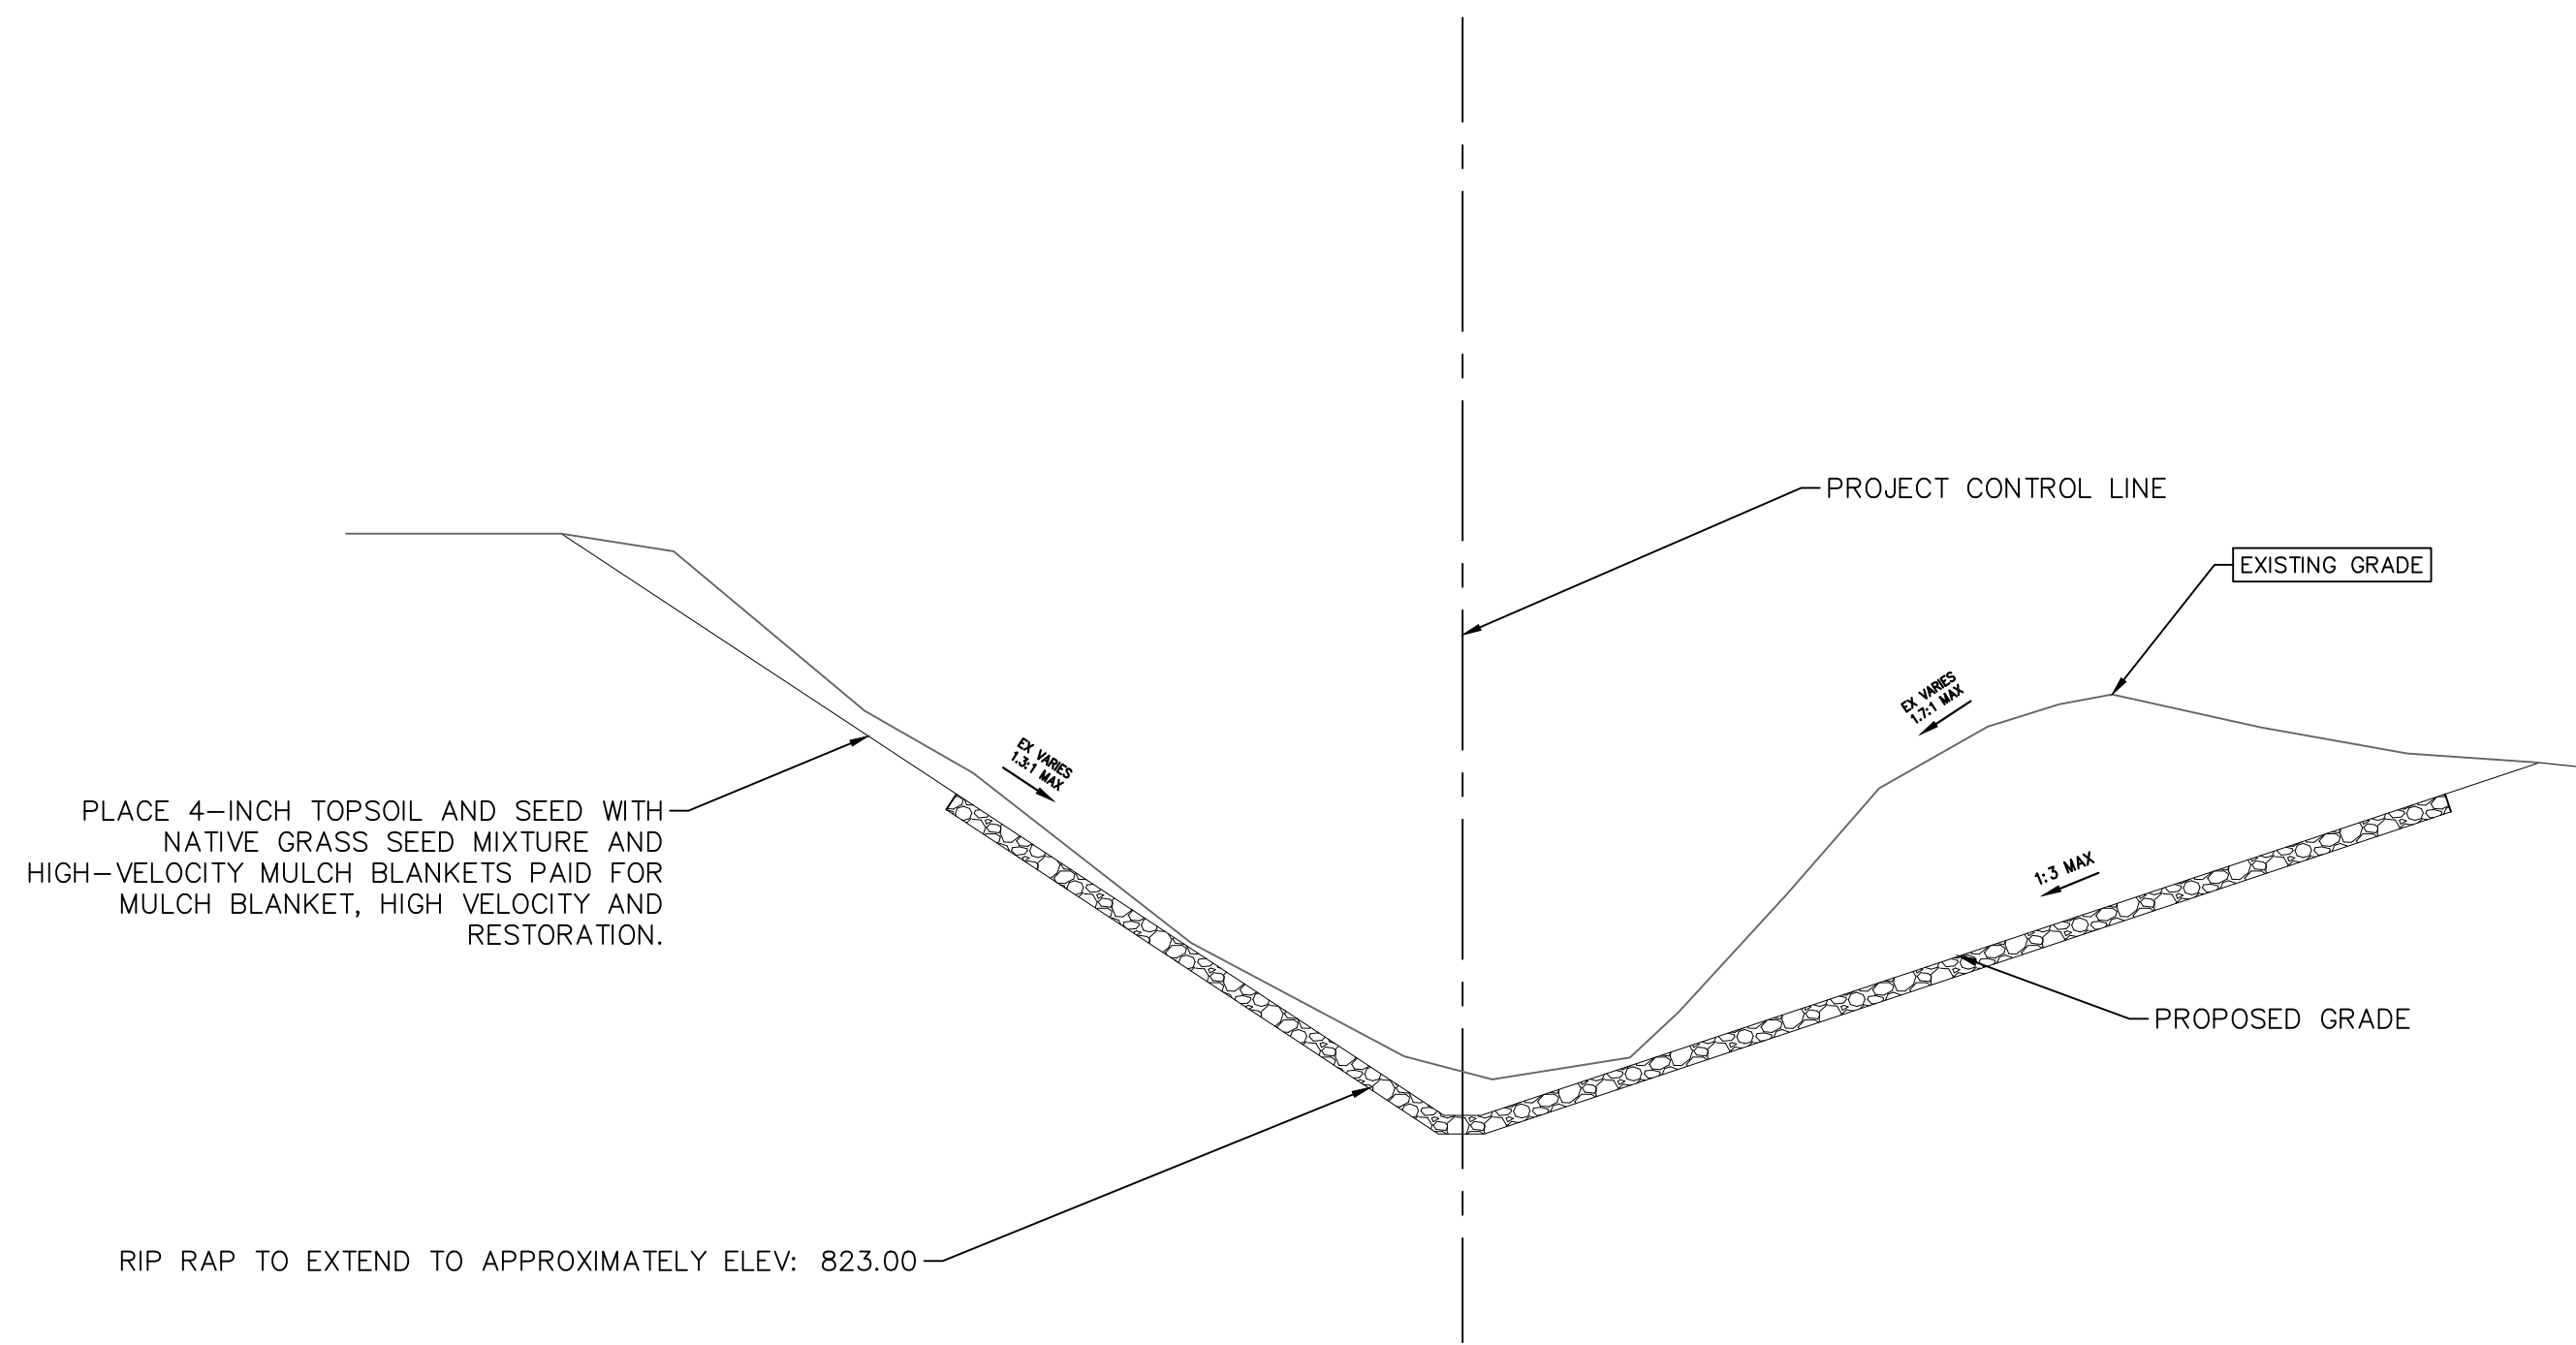 PROJECT CONTROL LINE
EXISTING GRADE
EX VARIES
1.7:1 MAX
EX VARIES
1.3:1 MAX
PLACE 4-INCH TOPSOIL AND SEED WITH
NATIVE GRASS SEED MIXTURE AND
HIGH-VELOCITY MULCH BLANKETS PAID FOR
MULCH BLANKET, HIGH VELOCITY AND
RESTORATION.
1:3 MAX
PROPOSED GRADE
RIP RAP TO EXTEND TO APPROXIMATELY ELEV: 823.00